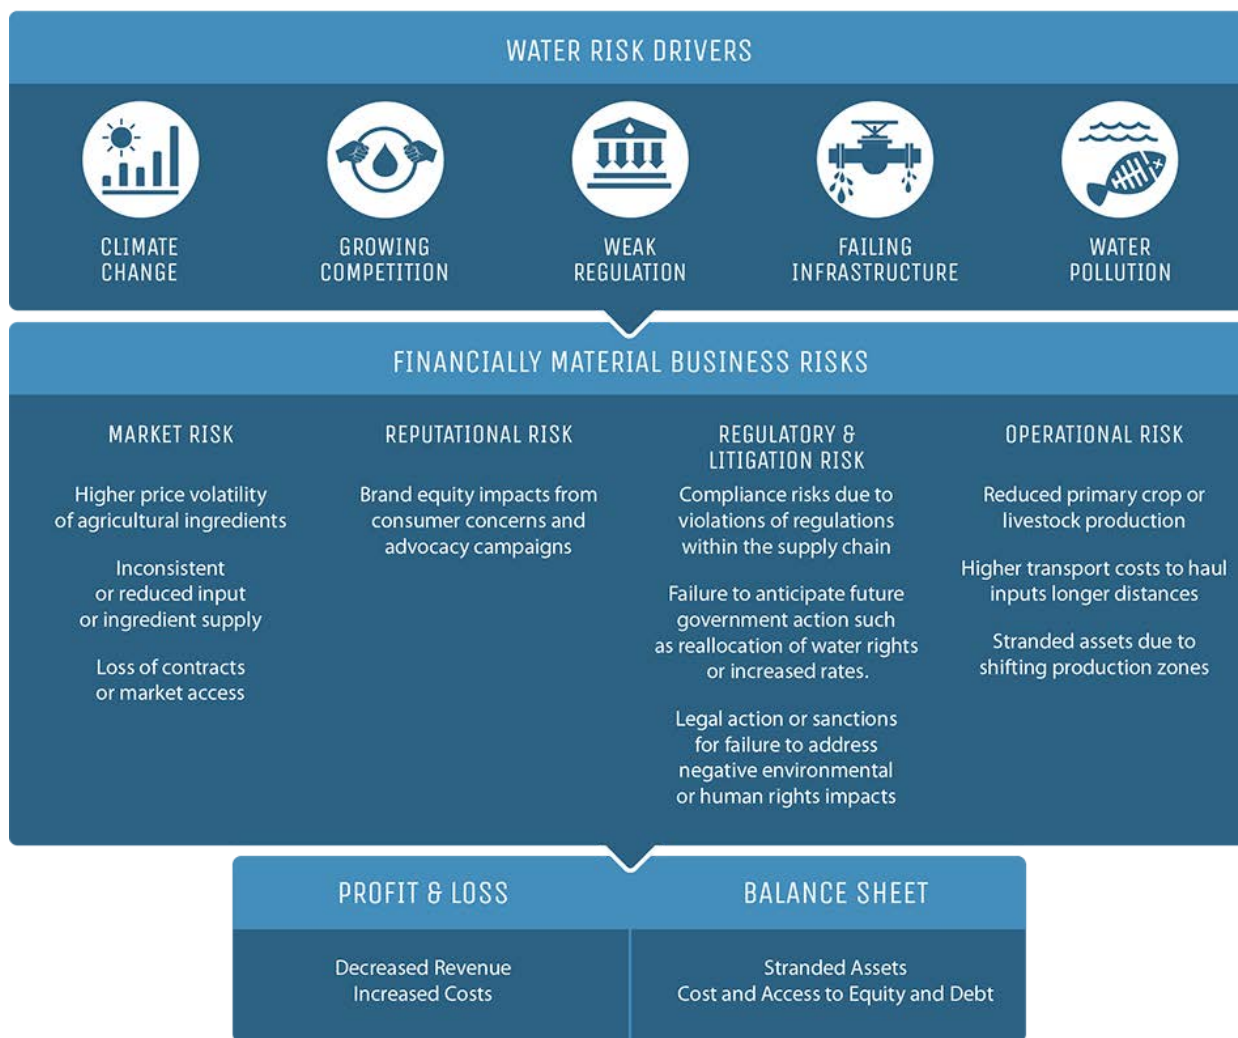 WATER RISK DRIVERS
CLIMATE
CHANGE
GROWING
COMPETITION
WEAK
REGULATION
FAILING
INFRASTRUCTURE
WATER
POLLUTION
FINANCIALLY MATERIAL BUSINESS RISKS
MARKET RISK
Higher price volatility
of agricultural ingredients
Inconsistent
or reduced input
or ingredient supply
Loss of contracts
or market access
REPUTATIONAL RISK
Brand equity impacts from
consumer concerns and
advocacy campaigns
REGULATORY &
LITIGATION RISK
Compliance risks due to
violations of regulations
within the supply chain
Failure to anticipate future
government action such
as reallocation of water rights
or increased rates.
Legal action or sanctions
for failure to address
negative environmental
or human rights impacts
OPERATIONAL RISK
Reduced primary crop or
livestock production
Higher transport costs to haul
inputs longer distances
Stranded assets due to
shifting production zones
PROFIT & LOSS
Decreased Revenue
Increased Costs
BALANCE SHEET
Stranded Assets
Cost and Access to Equity and Debt